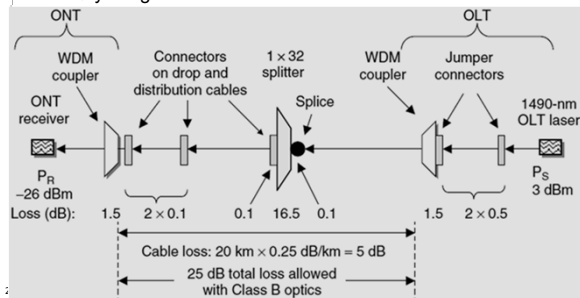 ONT
OLT
WDM
coupler
Connectors
on drop and
distribution cables
1 × 32
splitter
WDM
coupler
Jumper
connectors
ONT
receiver
Splice
1490-nm
OLT laser
PR
−26 dBm
PS
3 dBm
Loss (dB): 1.5 2 × 0.1 0.1 16.5 0.1 1.5 2 × 0.5
Cable loss: 20 km × 0.25 dB/km = 5 dB
25 dB total loss allowed
with Class B optics